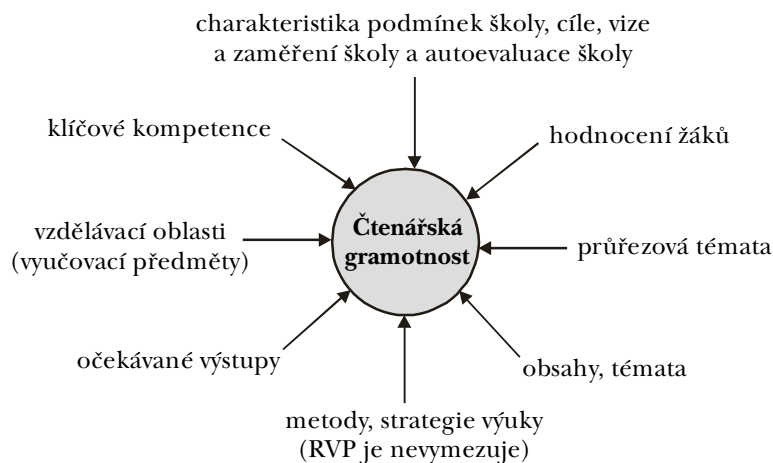 charakteristika podmínek školy, cíle, vize
a zaměření školy a autoevaluace školy
klíčové kompetence
hodnocení žáků
Čtenářská
gramotnost
vzdělávací oblasti
(vyučovací předměty)
průřezová témata
očekávané výstupy
obsahy, témata
metody, strategie výuky
(RVP je nevymezuje)